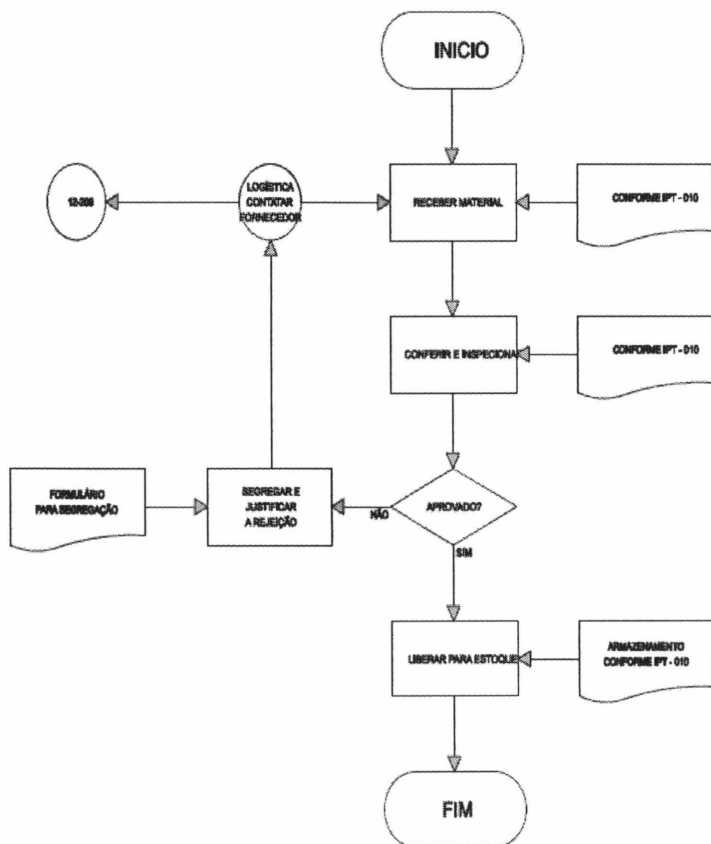 INICIO
LOGÍSTICA
CONTATAR
FORNECEDOR
RECEBER MATERIAL
CONFORME IPT - 010
CONFERIR E INSPECIONA
CONFORME IPT - 010
FORMULÁRIO
PARA SEGREGAÇÃO
SEGREGAR E
JUSTIFICAR
A REJEIÇÃO
NÃO
APROVADO?
SIM
LIBERAR PARA ESTOQUE
ARMAZENAMENTO
CONFORME IPT - 010
FIM